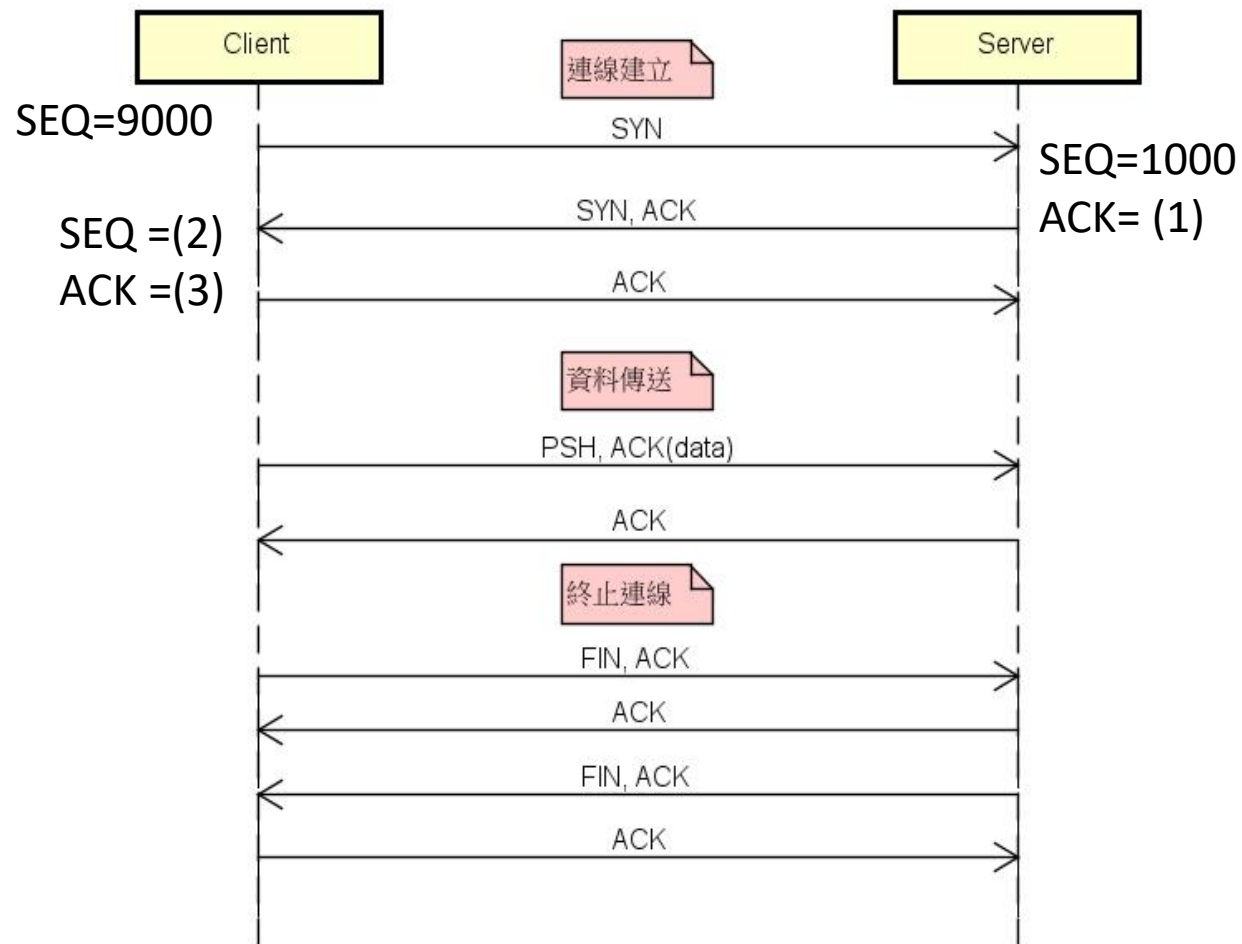 Client
Server
連線建立
SEQ=9000
SYN
SEQ=1000
ACK= (1)
SYN, ACK
SEQ =(2)
ACK =(3)
ACK
資料傳送
PSH, ACK(data)
ACK
終止連線
FIN, ACK
ACK
FIN, ACK
ACK